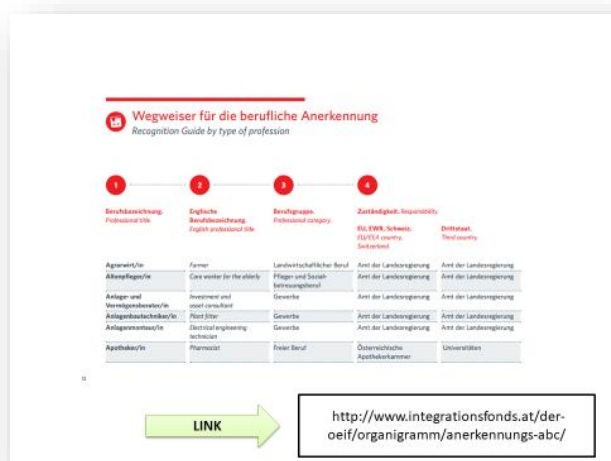 Wegweiser für die berufliche Anerkennung
Recognition Guide by type of profession
1 2 3 4
Berufsbezeichnung. Englische Berufsgruppe. Zuständigkeit. Responsibility
Professional title. Berufsbezeichnung. Professional category.
English professional title. EU, EWR, Schweiz. Drittstaat.
EU/EEA country, Third country.
Switzerland.
Agrarwirt/in Farmer Landwirtschaftlicher Beruf Amt der Landesregierung Amt der Landesregierung
Altenpfleger/in Care worker for the elderly Pflege- und Sozial- Amt der Landesregierung Amt der Landesregierung
betreuungsberuf
Anlage- und Investment and Gewerbe Amt der Landesregierung Amt der Landesregierung
Vermögensberater/in asset consultant
Anlagenbautechniker/in Plant fitter Gewerbe Amt der Landesregierung Amt der Landesregierung
Anlagenmonteur/in Electrical engineering Gewerbe Amt der Landesregierung Amt der Landesregierung
technician
Apotheker/in Pharmacist Freier Beruf Österreichische Universitäten
Apothekerkammer
LINK
http://www.integrationsfonds.at/der-
oeif/organigramm/anerkennungs-abc/